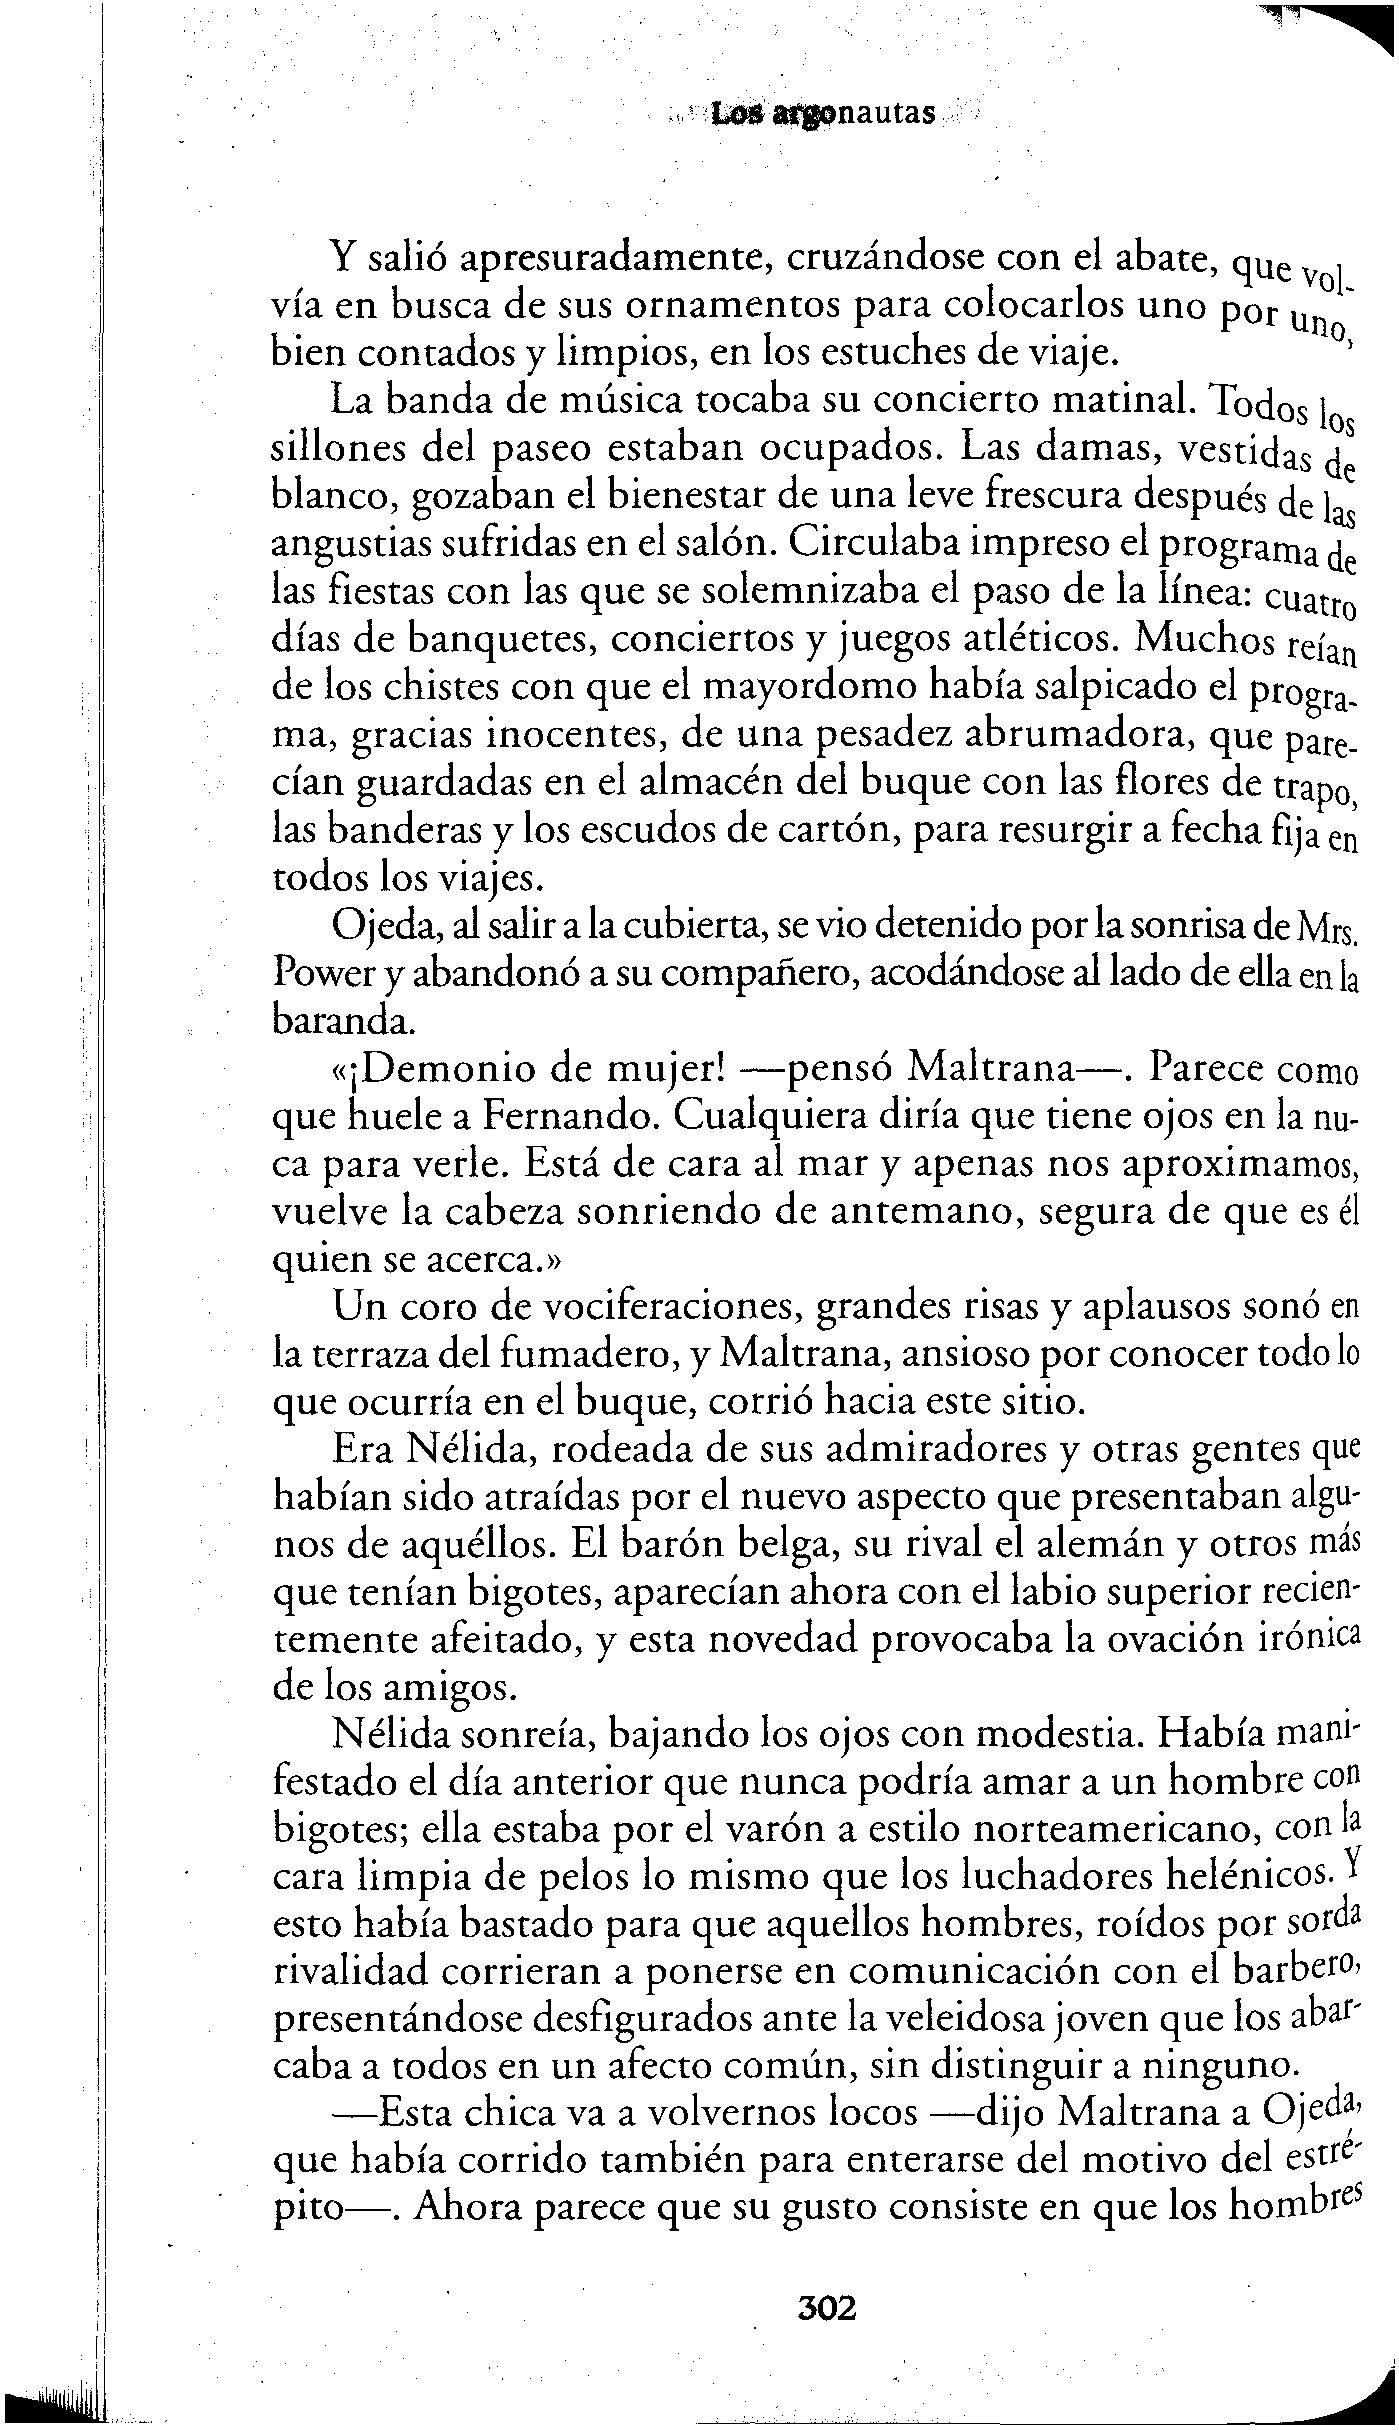 Los argonautas
Y salió apresuradamente, cruzándose con el abate, que vol-
vía en busca de sus ornamentos para colocarlos uno por uno,
bien contados y limpios, en los estuches de viaje.
La banda de música tocaba su concierto matinal. Todos los
sillones del paseo estaban ocupados. Las damas, vestidas de
blanco, gozaban el bienestar de una leve frescura después de las
angustias sufridas en el salón. Circulaba impreso el programa de
las fiestas con las que se solemnizaba el paso de la línea: cuatro
días de banquetes, conciertos y juegos atléticos. Muchos reían
de los chistes con que el mayordomo había salpicado el progra-
ma, gracias inocentes, de una pesadez abrumadora, que pare-
cían guardadas en el almacén del buque con las flores de trapo,
las banderas y los escudos de cartón, para resurgir a fecha fija en
todos los viajes.
Ojeda, al salir a la cubierta, se vio detenido por la sonrisa de Mrs.
Power y abandonó a su compañero, acodándose al lado de ella en la
baranda.
«¡Demonio de mujer! —pensó Maltrana—. Parece como
que huele a Fernando. Cualquiera diría que tiene ojos en la nu-
ca para verle. Está de cara al mar y apenas nos aproximamos,
vuelve la cabeza sonriendo de antemano, segura de que es él
quien se acerca.»
Un coro de vociferaciones, grandes risas y aplausos sonó en
la terraza del fumadero, y Maltrana, ansioso por conocer todo lo
que ocurría en el buque, corrió hacia este sitio.
Era Nélida, rodeada de sus admiradores y otras gentes que
habían sido atraídas por el nuevo aspecto que presentaban algu-
nos de aquéllos. El barón belga, su rival el alemán y otros más
que tenían bigotes, aparecían ahora con el labio superior recien-
temente afeitado, y esta novedad provocaba la ovación irónica
de los amigos.
Nélida sonreía, bajando los ojos con modestia. Había mani-
festado el día anterior que nunca podría amar a un hombre con
bigotes; ella estaba por el varón a estilo norteamericano, con la
cara limpia de pelos lo mismo que los luchadores helénicos. Y
esto había bastado para que aquellos hombres, roídos por sorda
rivalidad corrieran a ponerse en comunicación con el barbero,
presentándose desfigurados ante la veleidosa joven que los abar-
caba a todos en un afecto común, sin distinguir a ninguno.
—Esta chica va a volvernos locos —dijo Maltrana a Ojeda,
que había corrido también para enterarse del motivo del estré-
pito—. Ahora parece que su gusto consiste en que los hombres
302